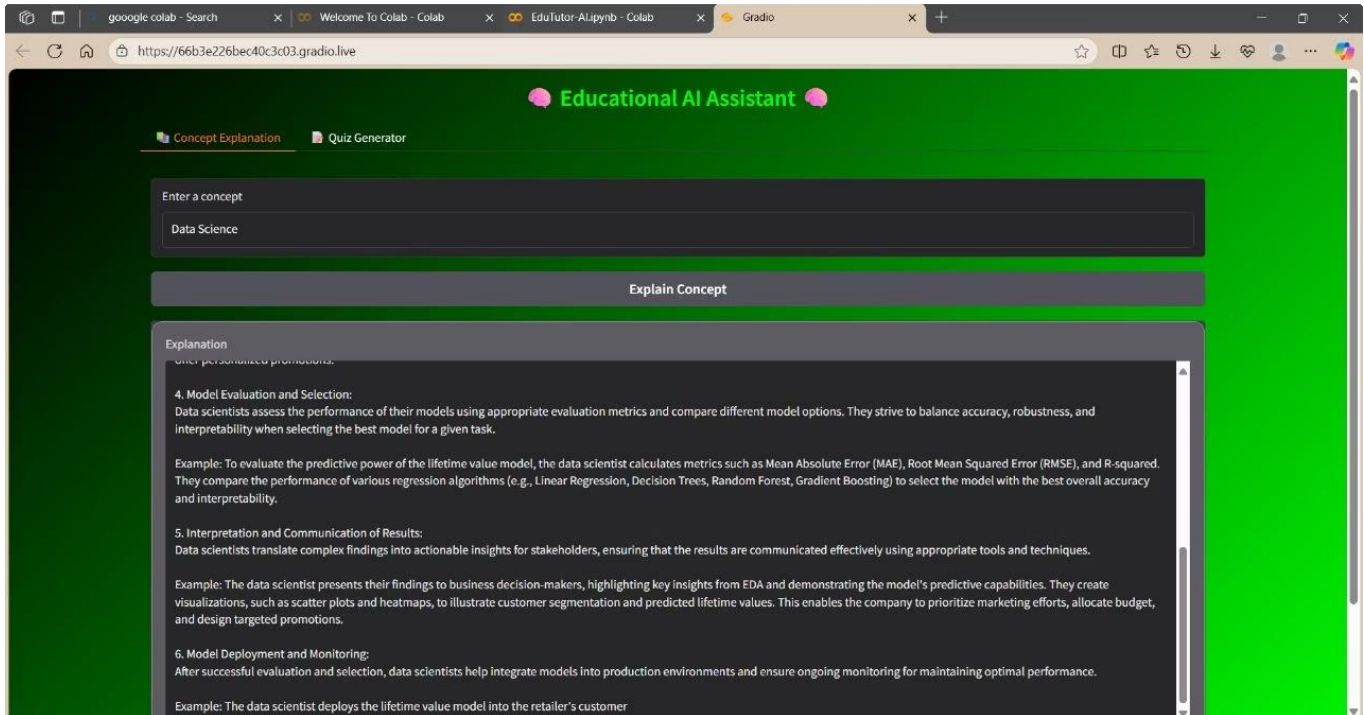 gooogle colab - Search
Welcome To Colab - Colab
EduTutor-AI.ipynb - Colab
Gradio
https://66b3e226bec40c3c03.gradio.live
Educational AI Assistant
Concept Explanation
Quiz Generator
Enter a concept
Data Science
Explain Concept
Explanation
offer personalized promotions.
4. Model Evaluation and Selection:
Data scientists assess the performance of their models using appropriate evaluation metrics and compare different model options. They strive to balance accuracy, robustness, and
interpretability when selecting the best model for a given task.
Example: To evaluate the predictive power of the lifetime value model, the data scientist calculates metrics such as Mean Absolute Error (MAE), Root Mean Squared Error (RMSE), and R-squared.
They compare the performance of various regression algorithms (e.g., Linear Regression, Decision Trees, Random Forest, Gradient Boosting) to select the model with the best overall accuracy
and interpretability.
5. Interpretation and Communication of Results:
Data scientists translate complex findings into actionable insights for stakeholders, ensuring that the results are communicated effectively using appropriate tools and techniques.
Example: The data scientist presents their findings to business decision-makers, highlighting key insights from EDA and demonstrating the model's predictive capabilities. They create
visualizations, such as scatter plots and heatmaps, to illustrate customer segmentation and predicted lifetime values. This enables the company to prioritize marketing efforts, allocate budget,
and design targeted promotions.
6. Model Deployment and Monitoring:
After successful evaluation and selection, data scientists help integrate models into production environments and ensure ongoing monitoring for maintaining optimal performance.
Example: The data scientist deploys the lifetime value model into the retailer's customer